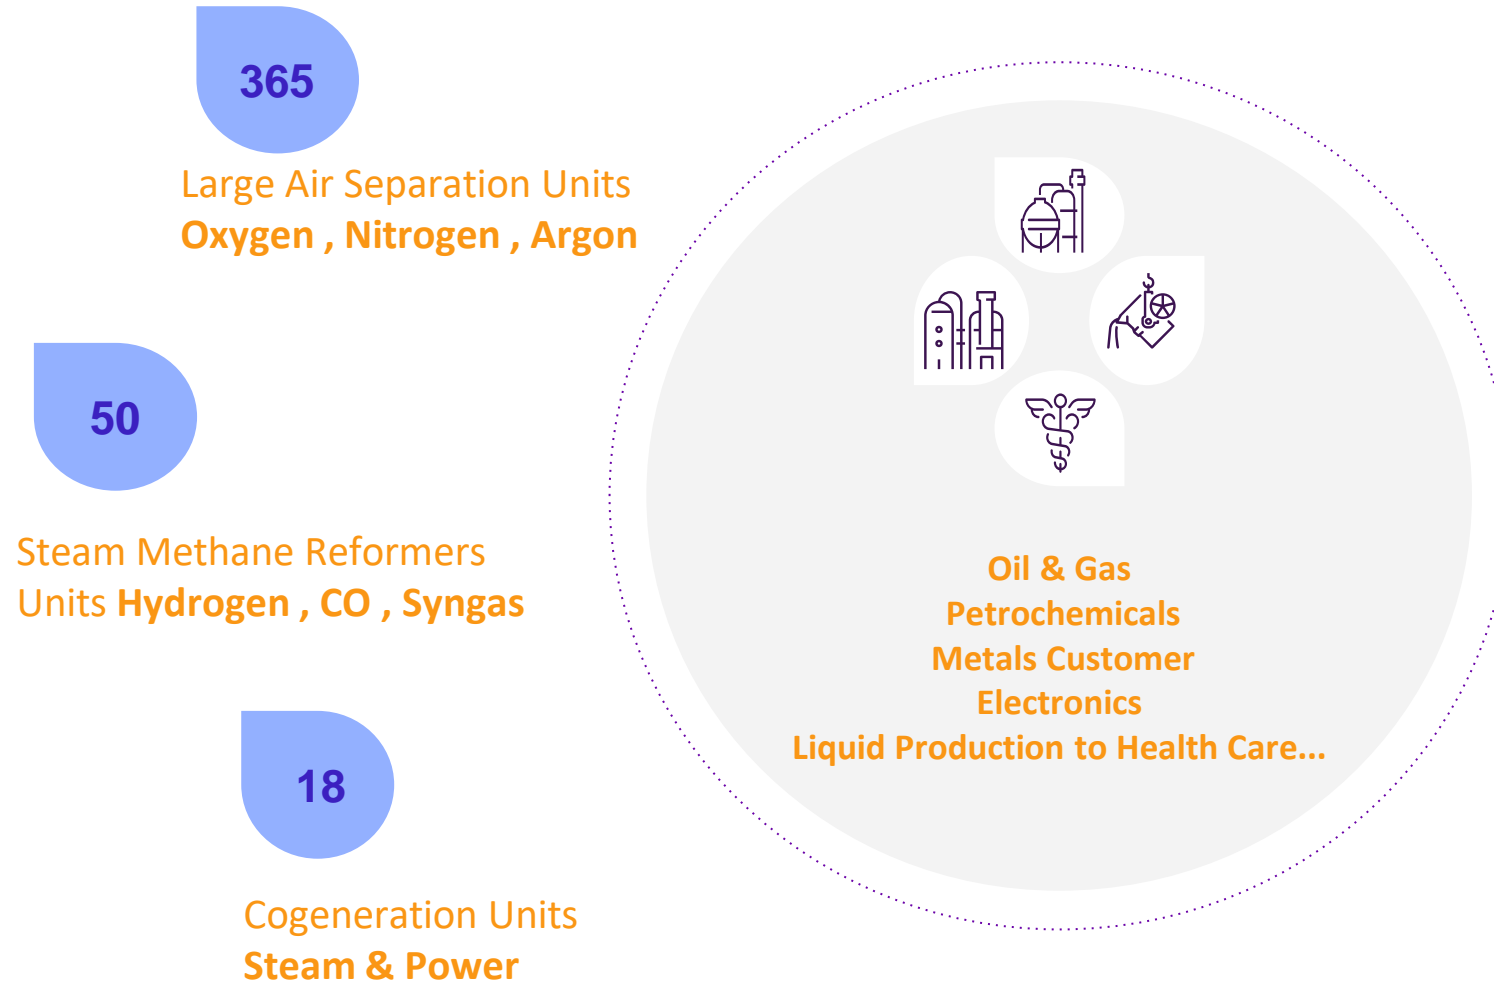 365
Large Air Separation Units
Oxygen , Nitrogen , Argon
50
Steam Methane Reformers
Units Hydrogen , CO , Syngas
18
Cogeneration Units
Steam & Power
Oil & Gas
Petrochemicals
Metals Customer
Electronics
Liquid Production to Health Care...